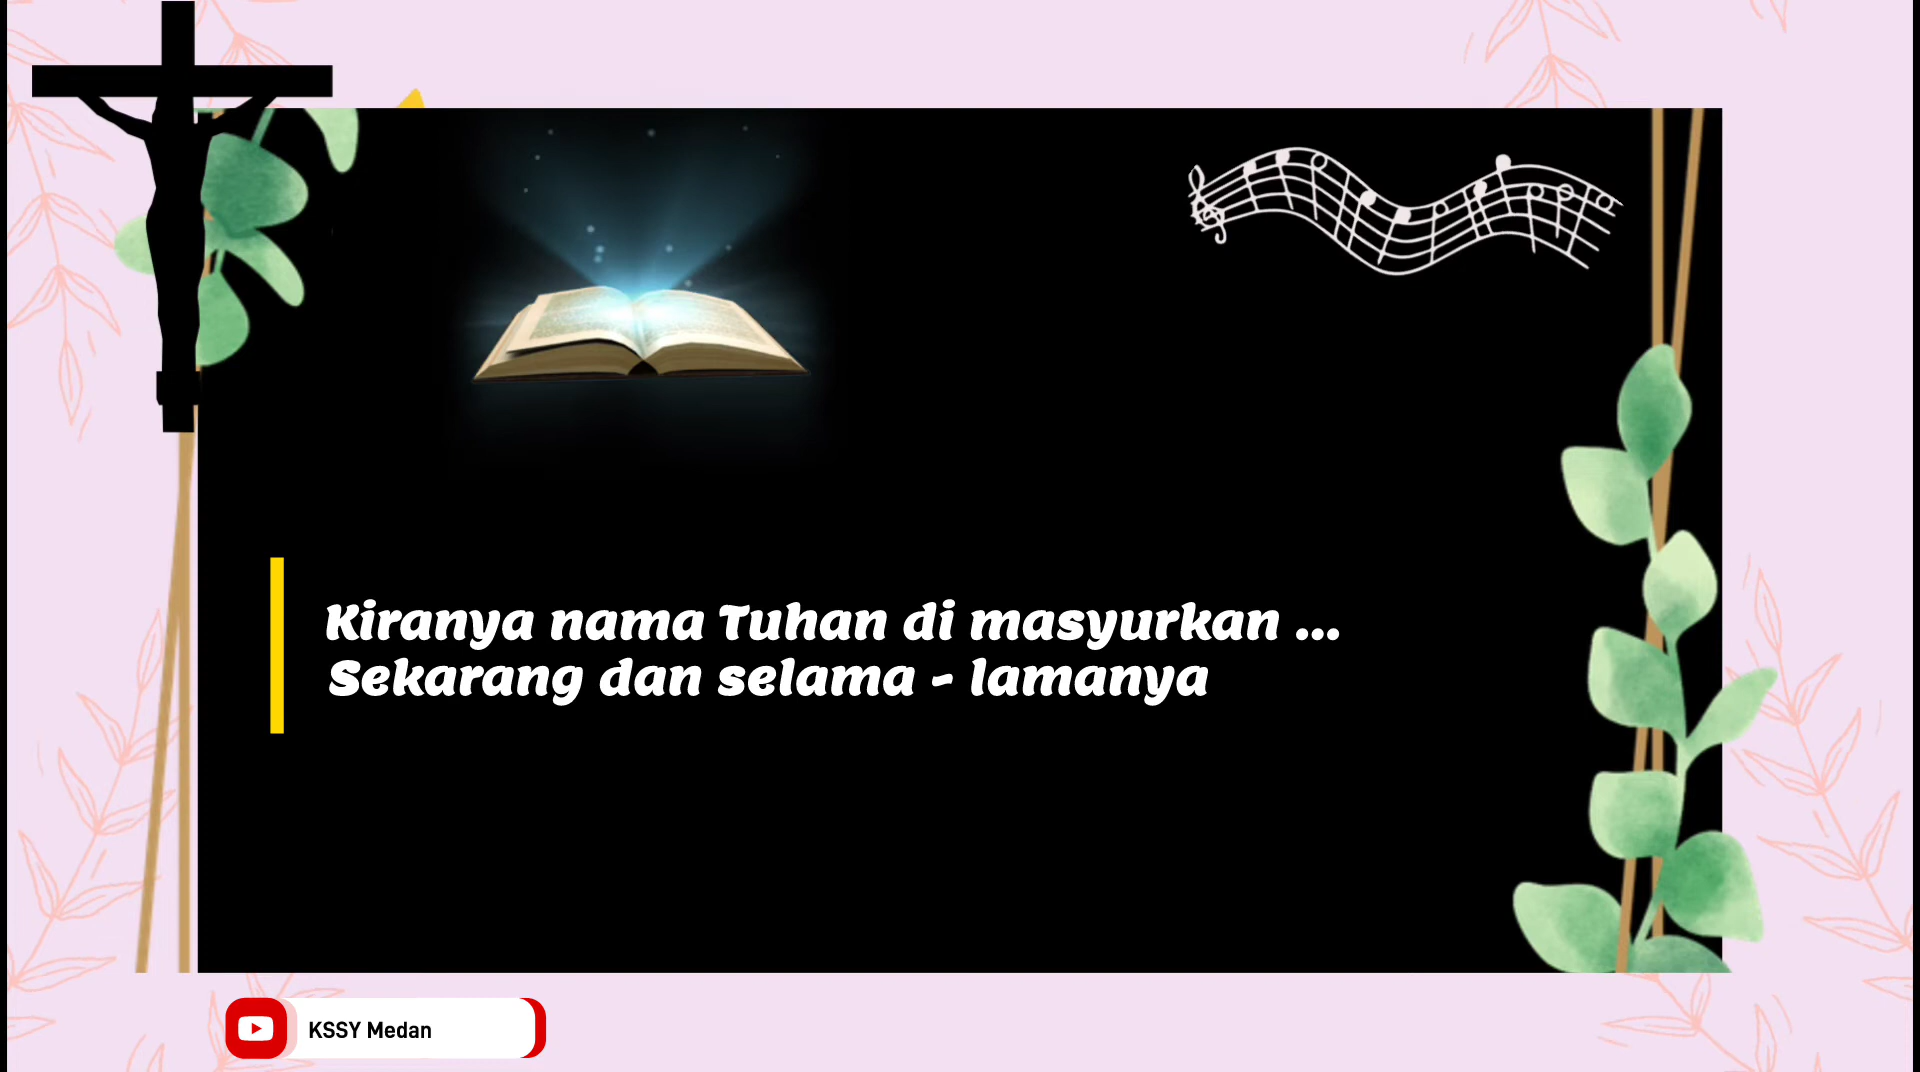 Kiranya nama Tuhan di masyurkan ...
Sekarang dan selama - lamanya
KSSY Medan